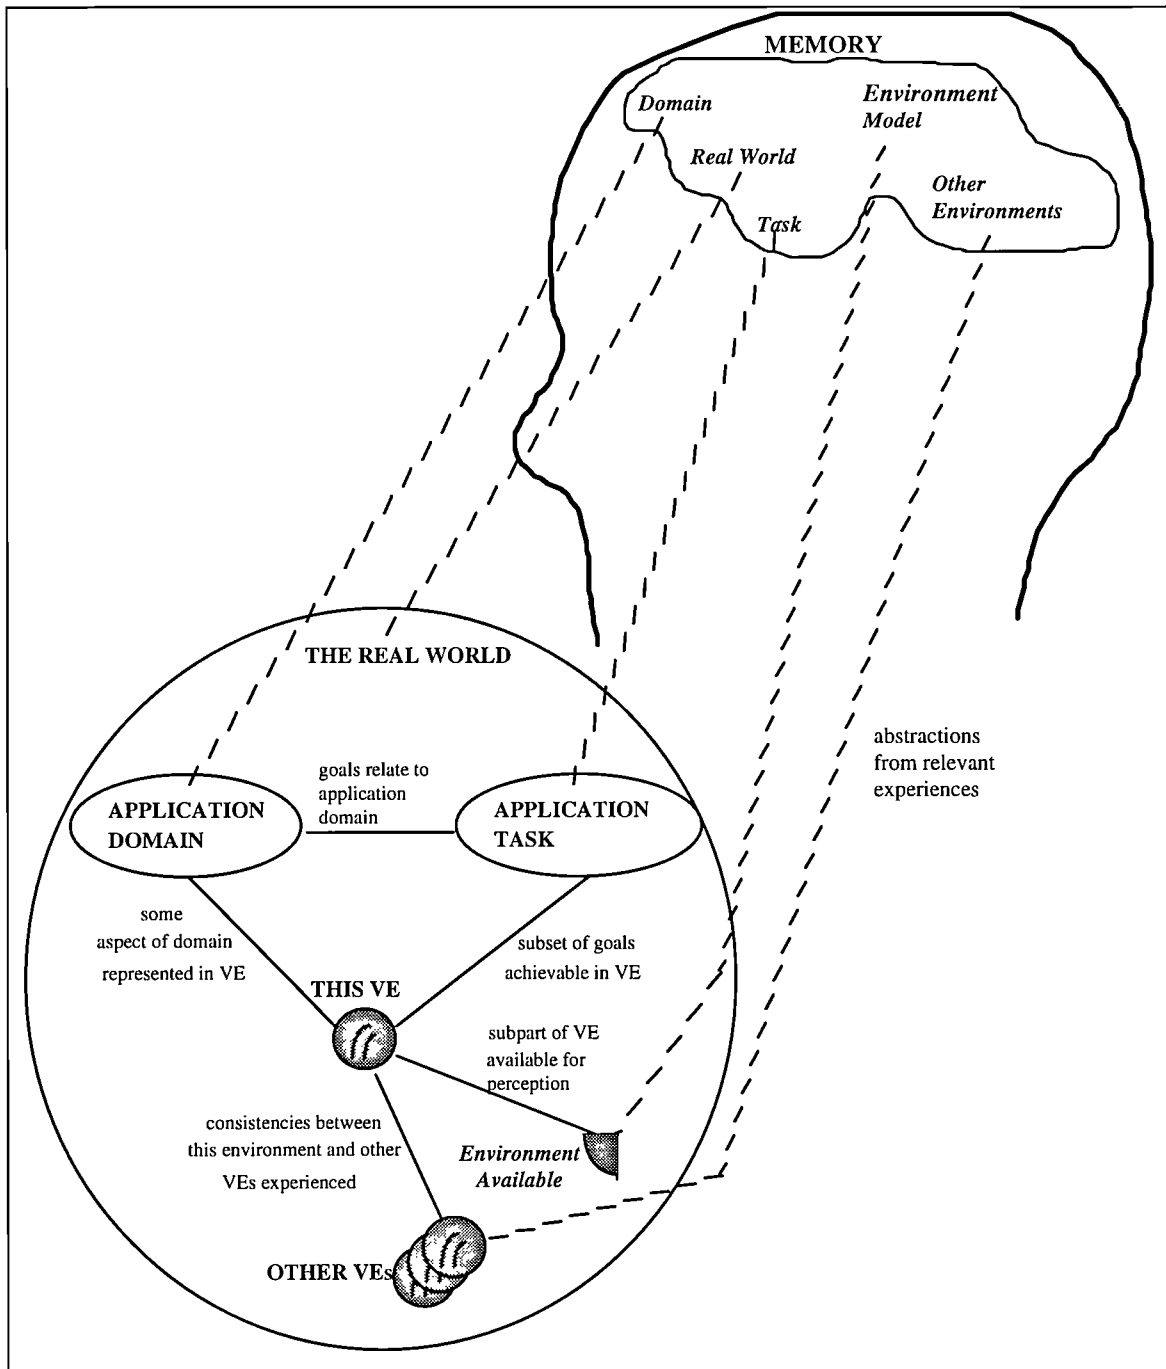 MEMORY
Domain
Environment
Model
Real World
Other
Environments
Task
THE REAL WORLD
abstractions
from relevant
experiences
goals relate to
application
domain
APPLICATION
DOMAIN
APPLICATION
TASK
some
aspect of domain
represented in VE
subset of goals
achievable in VE
THIS VE
subpart of VE
available for
perception
consistencies between
this environment and other
VEs experienced
Environment
Available
OTHER VEs